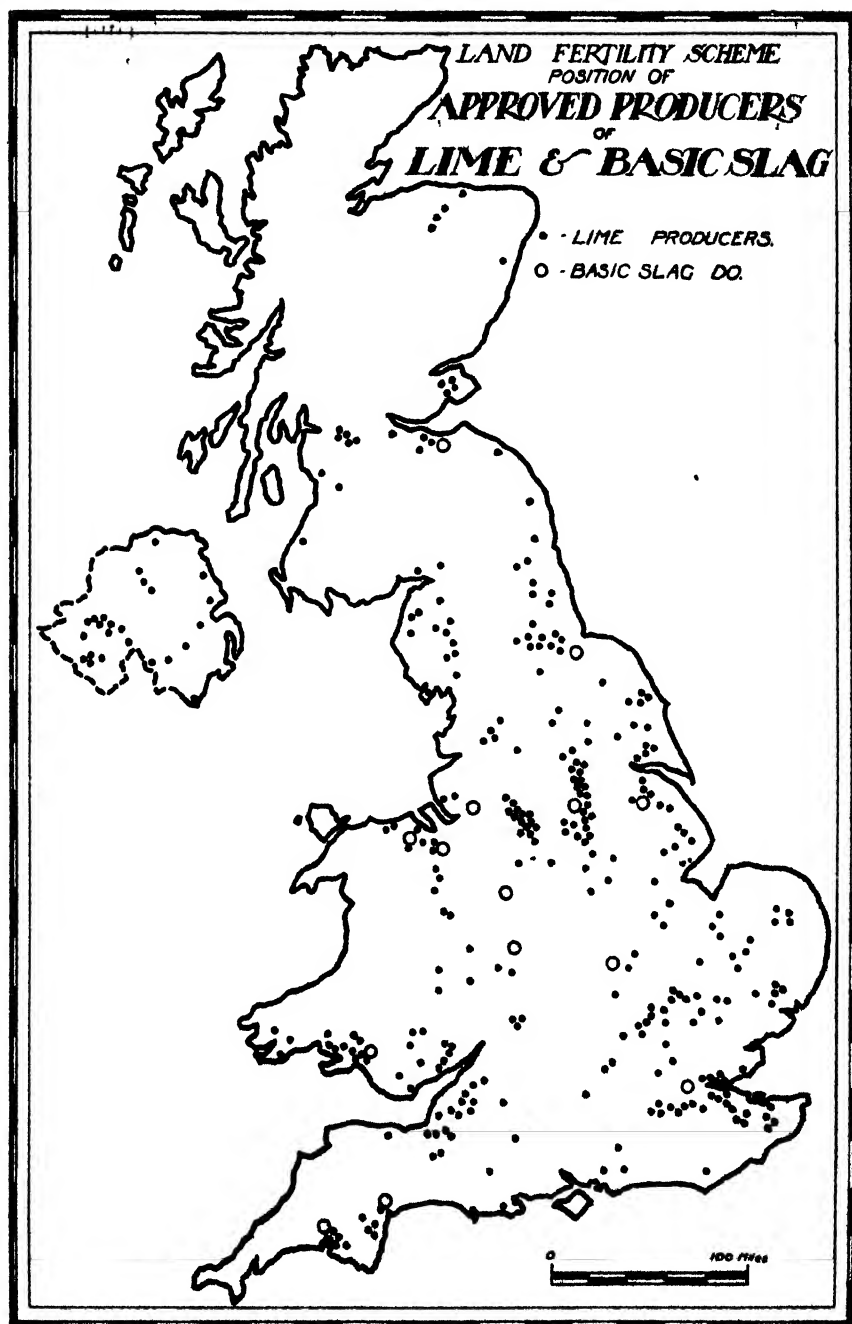 LAND FERTILITY SCHEME
POSITION OF
APPROVED PRODUCERS
OF
LIME & BASIC SLAG
• - LIME PRODUCERS.
O - BASIC SLAG DO.
0 100 Miles